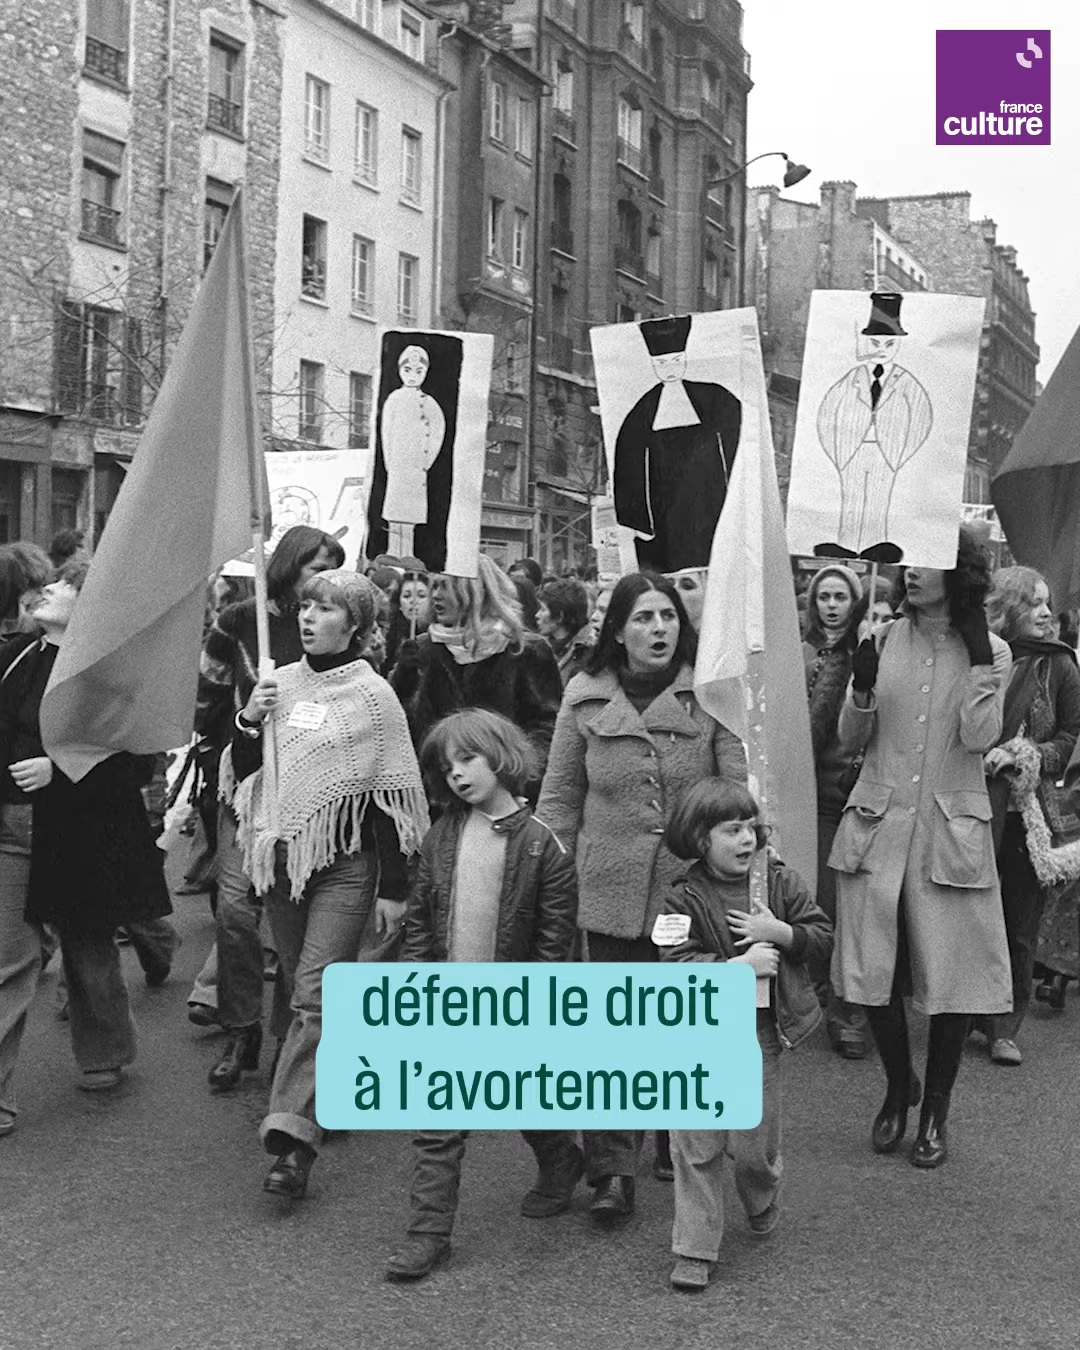 france
culture
défend le droit
à l’avortement,